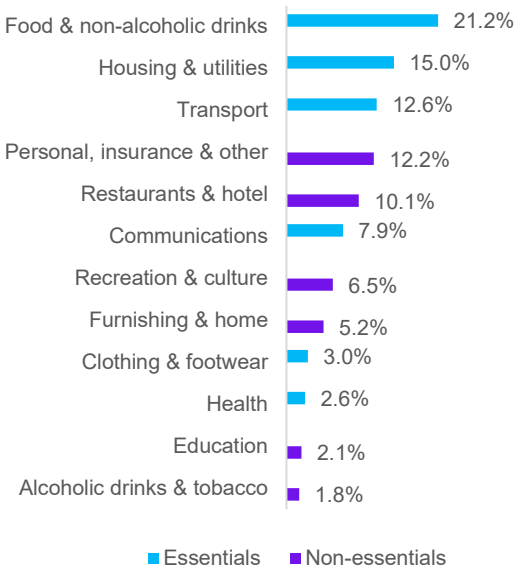 Food & non-alcoholic drinks 21.2%
Housing & utilities 15.0%
Transport 12.6%
Personal, insurance & other 12.2%
Restaurants & hotel 10.1%
Communications 7.9%
Recreation & culture 6.5%
Furnishing & home 5.2%
Clothing & footwear 3.0%
Health 2.6%
Education 2.1%
Alcoholic drinks & tobacco 1.8%
Essentials Non-essentials